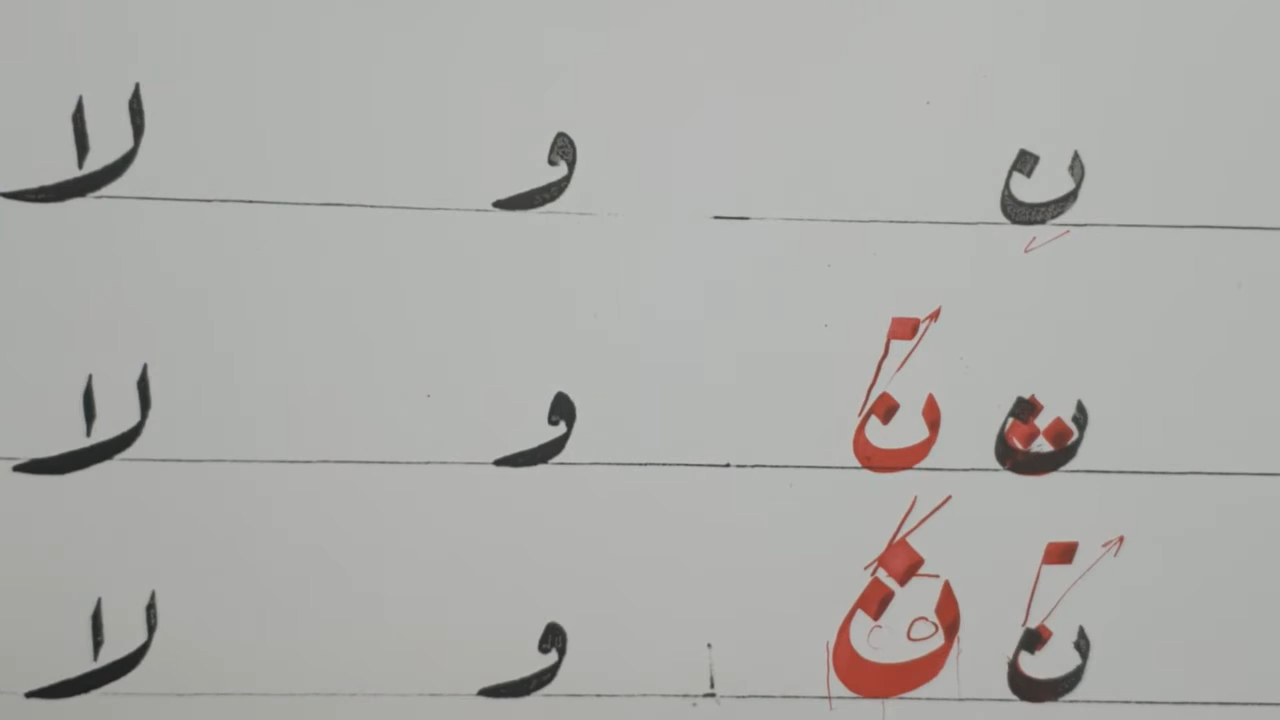 ن و لا
ن ن و لا
ن ن و لا